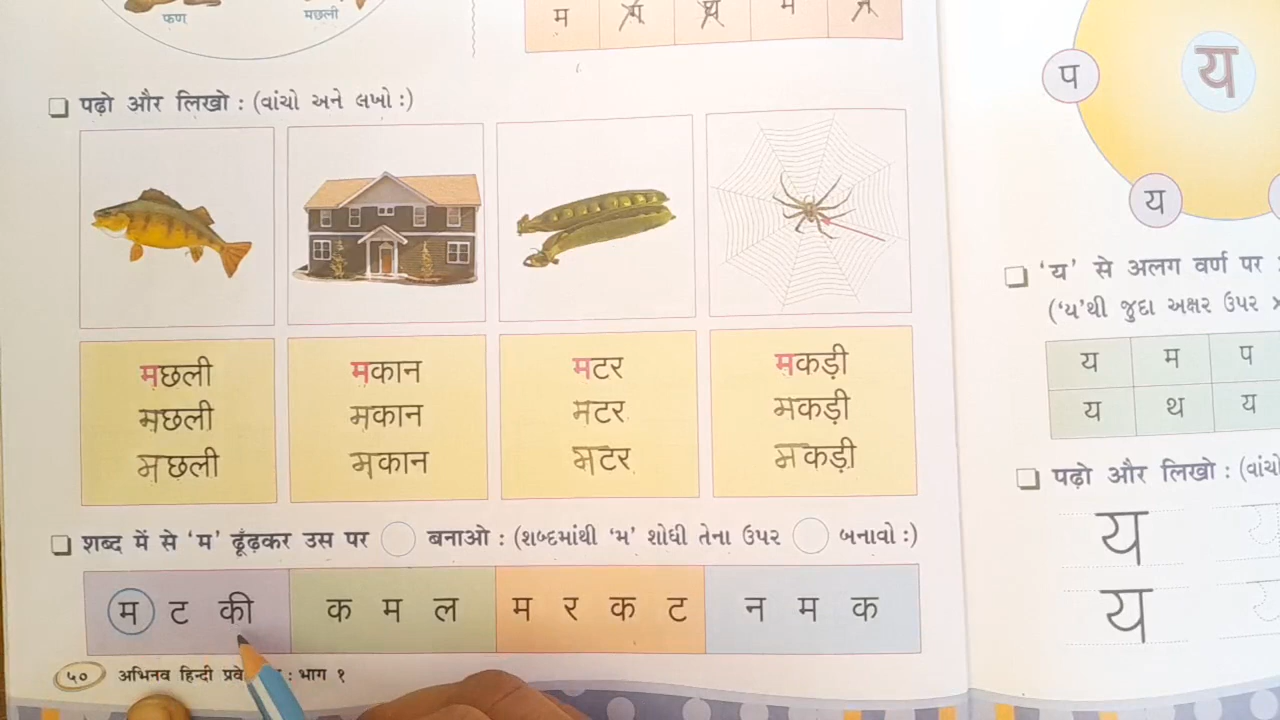 फण मछली
म म थ म न
पढ़ो और लिखो : (વાંચો અને લખો :)
मछली मकान मटर मकड़ी
मछली मकान मटर मकड़ी
मछली मकान मटर मकड़ी
शब्द में से ‘म’ ढूँढ़कर उस पर बनाओ : (શબ્દમાંથી ‘મ’ શોધી તેના ઉપર બનાવો :)
म ट की क म ल म र क ट न म क
५० अभिनव हिन्दी : भाग १
प य
य
‘य’ से अलग वर्ण पर
(‘य’થી જુદા અક્ષર ઉપર
य म प
य थ य
पढ़ो और लिखो : (વાંચો
य
य